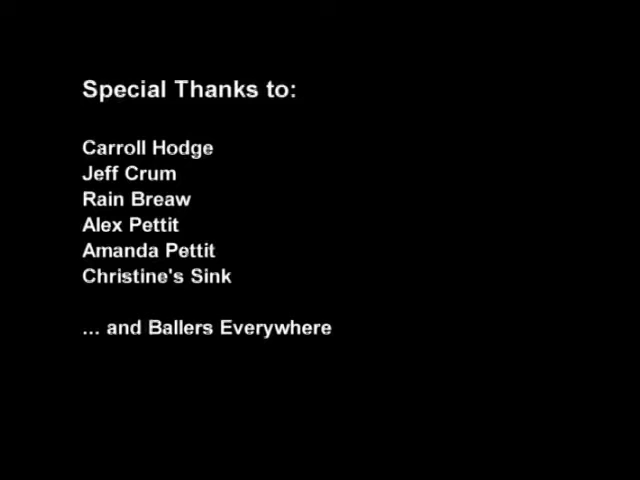 Special Thanks to:
Carroll Hodge
Jeff Crum
Rain Breaw
Alex Pettit
Amanda Pettit
Christine's Sink
... and Ballers Everywhere